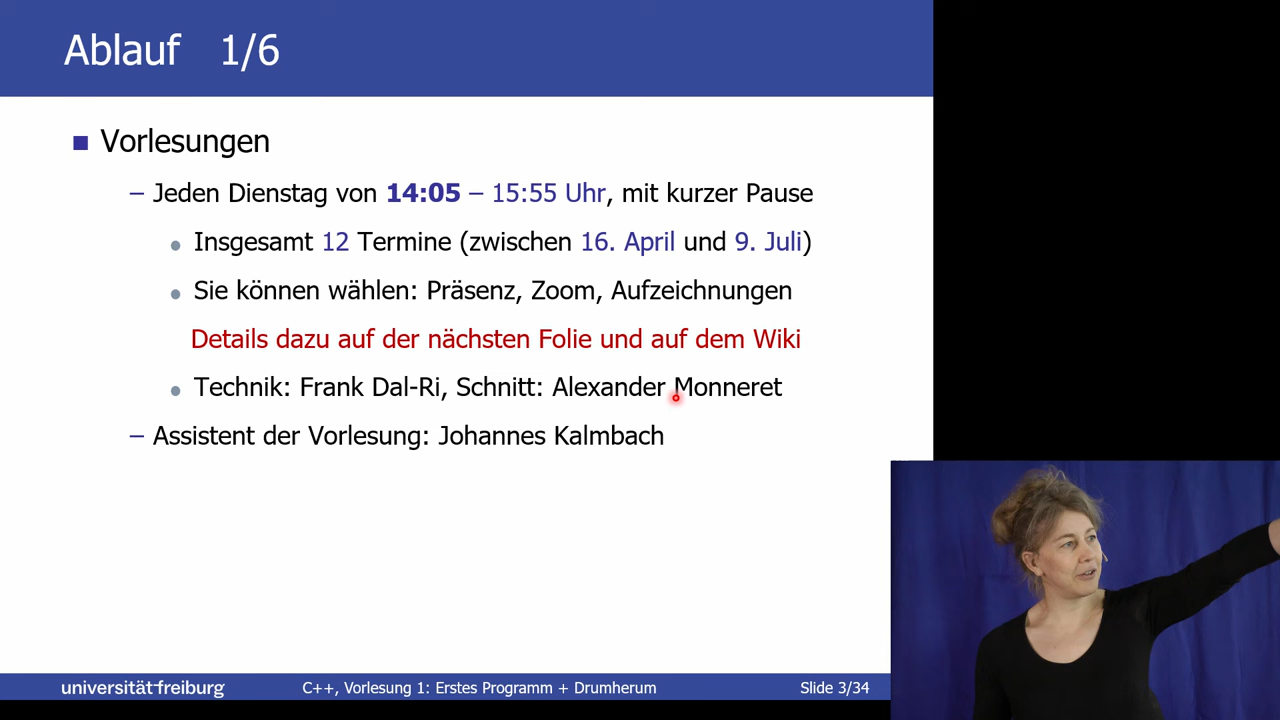 Ablauf 1/6
Vorlesungen
– Jeden Dienstag von 14:05 – 15:55 Uhr, mit kurzer Pause
Insgesamt 12 Termine (zwischen 16. April und 9. Juli)
Sie können wählen: Präsenz, Zoom, Aufzeichnungen
Details dazu auf der nächsten Folie und auf dem Wiki
Technik: Frank Dal-Ri, Schnitt: Alexander Monneret
– Assistent der Vorlesung: Johannes Kalmbach
universität freiburg
C++, Vorlesung 1: Erstes Programm + Drumherum
Slide 3/34